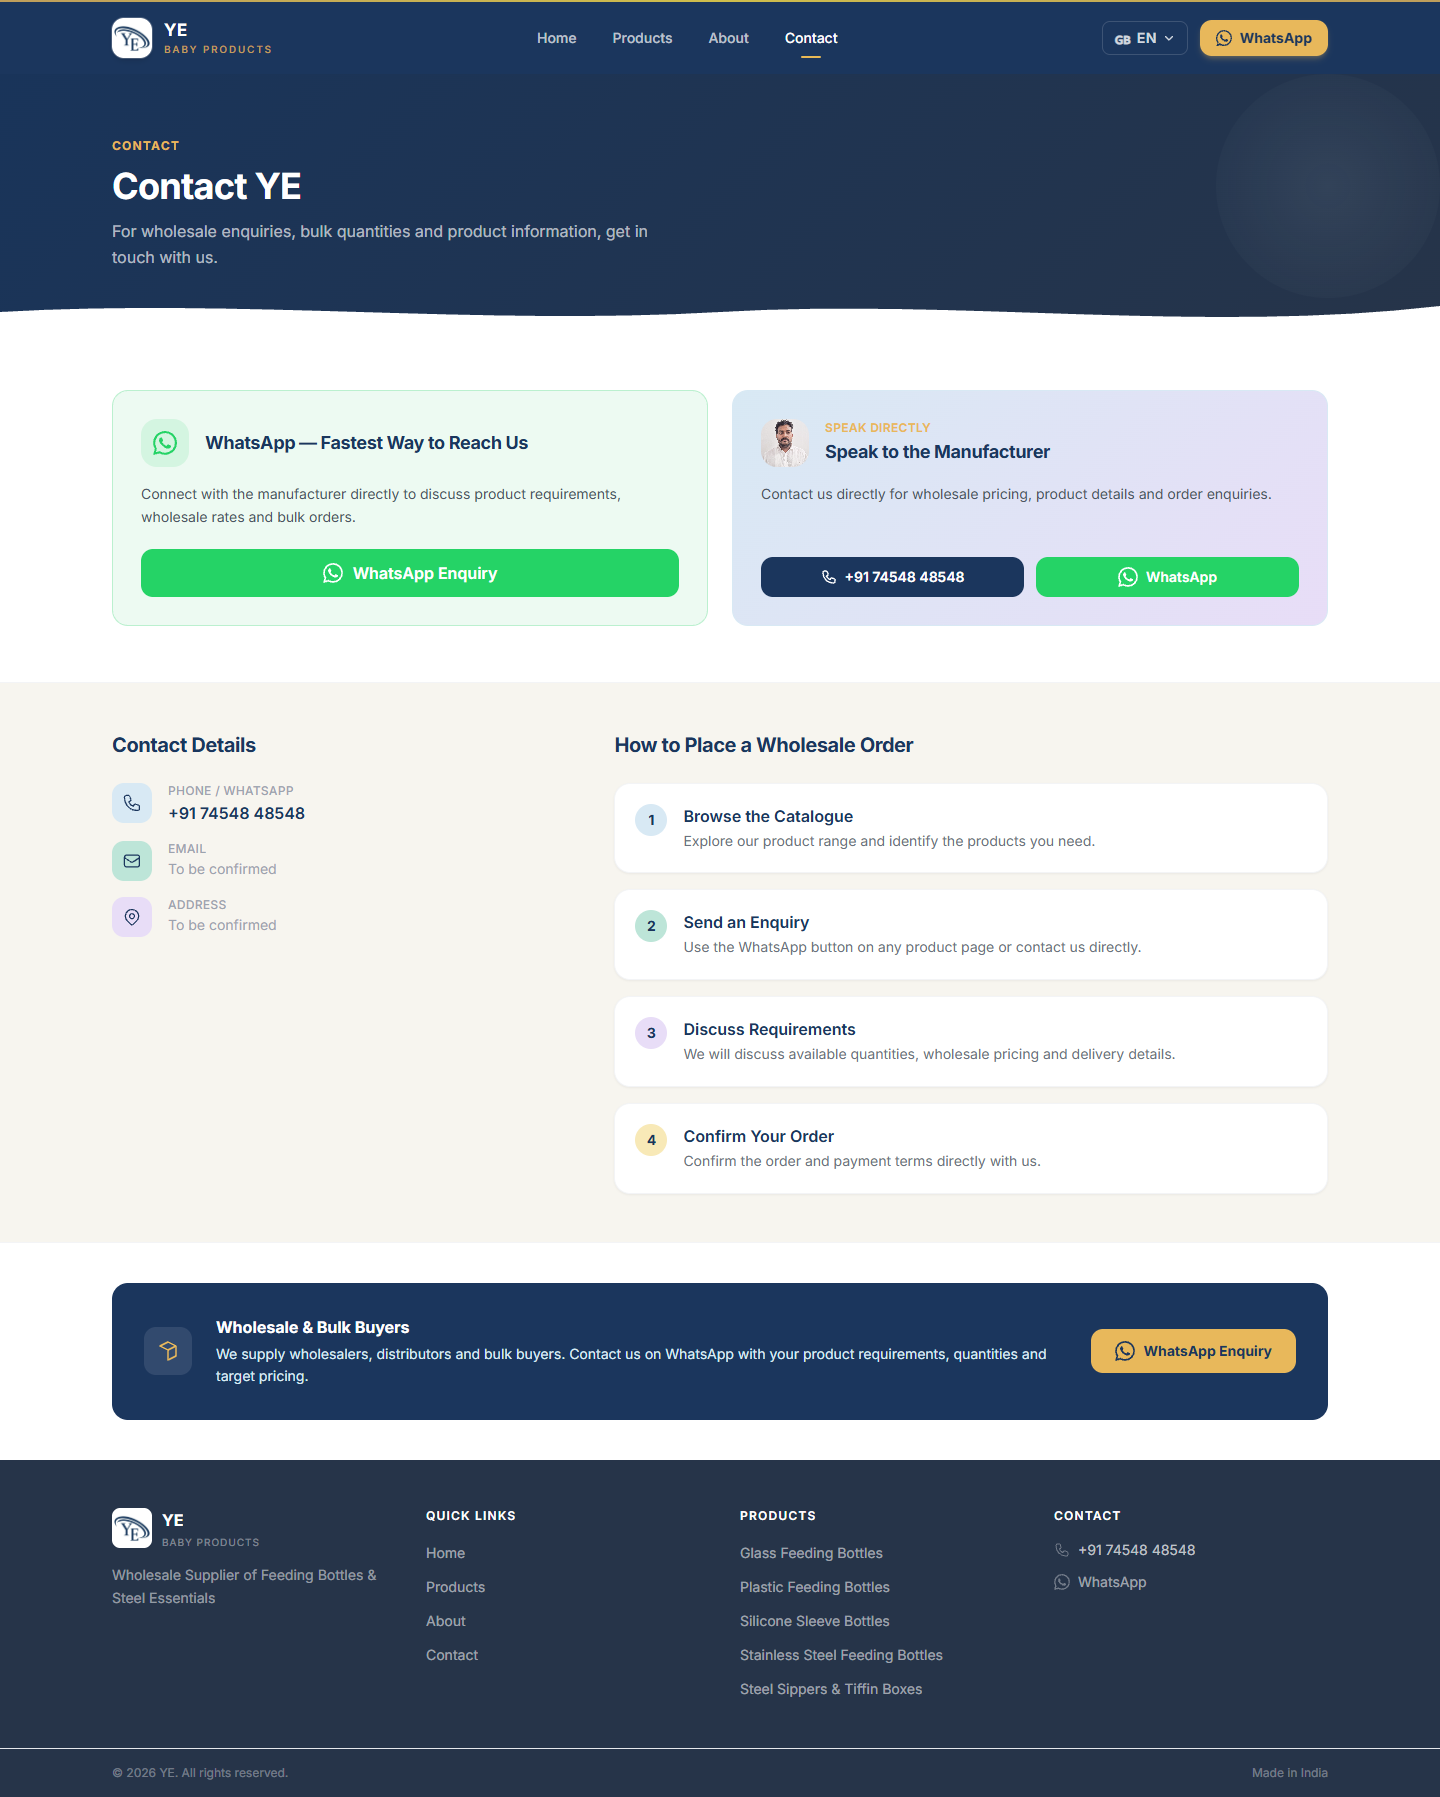 YE
BABY PRODUCTS
Home
Products
About
Contact
GB EN
WhatsApp
CONTACT
Contact YE
For wholesale enquiries, bulk quantities and product information, get in
touch with us.
WhatsApp — Fastest Way to Reach Us
Connect with the manufacturer directly to discuss product requirements,
wholesale rates and bulk orders.
WhatsApp Enquiry
SPEAK DIRECTLY
Speak to the Manufacturer
Contact us directly for wholesale pricing, product details and order enquiries.
+91 74548 48548
WhatsApp
Contact Details
PHONE / WHATSAPP
+91 74548 48548
EMAIL
To be confirmed
ADDRESS
To be confirmed
How to Place a Wholesale Order
1
Browse the Catalogue
Explore our product range and identify the products you need.
2
Send an Enquiry
Use the WhatsApp button on any product page or contact us directly.
3
Discuss Requirements
We will discuss available quantities, wholesale pricing and delivery details.
4
Confirm Your Order
Confirm the order and payment terms directly with us.
Wholesale & Bulk Buyers
We supply wholesalers, distributors and bulk buyers. Contact us on WhatsApp with your product requirements, quantities and
target pricing.
WhatsApp Enquiry
YE
YE
BABY PRODUCTS
Wholesale Supplier of Feeding Bottles &
Steel Essentials
QUICK LINKS
Home
Products
About
Contact
PRODUCTS
Glass Feeding Bottles
Plastic Feeding Bottles
Silicone Sleeve Bottles
Stainless Steel Feeding Bottles
Steel Sippers & Tiffin Boxes
CONTACT
+91 74548 48548
WhatsApp
© 2026 YE. All rights reserved.
Made in India